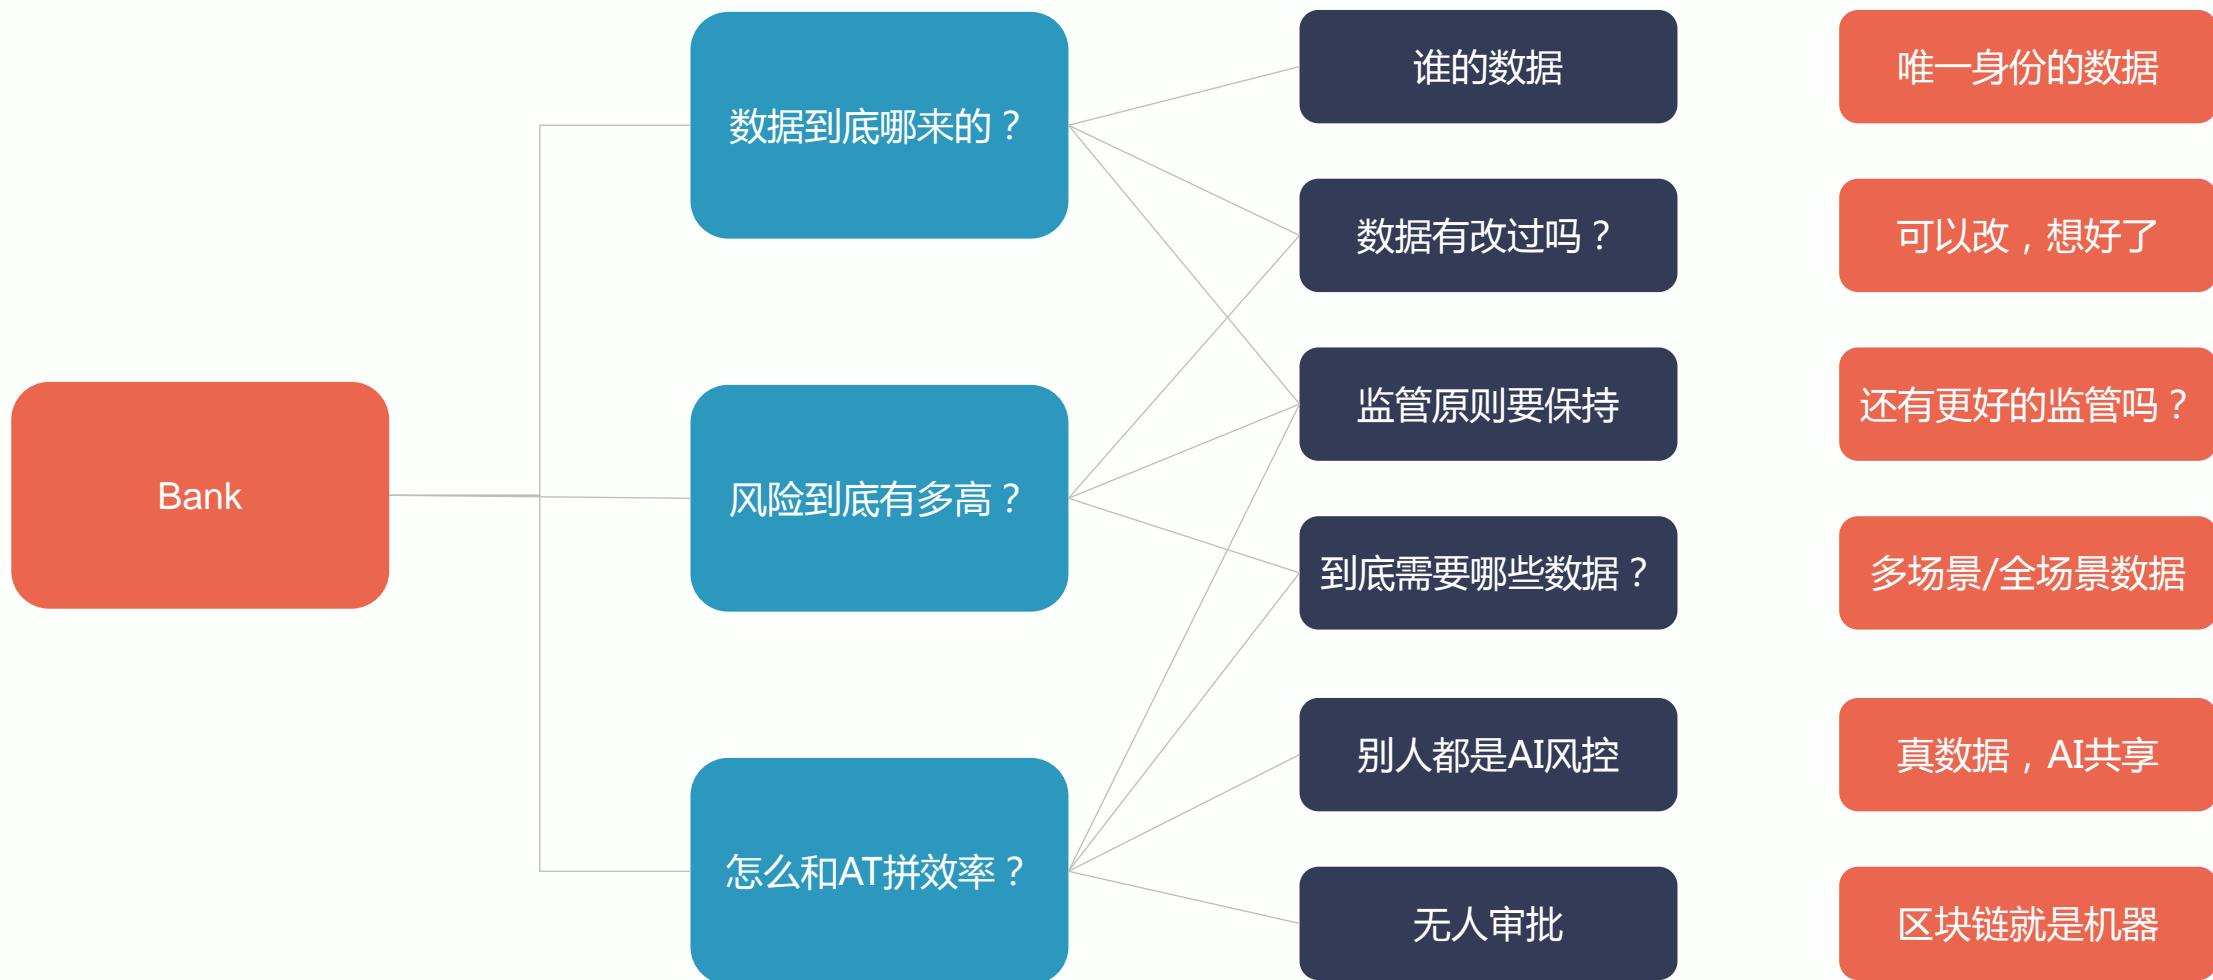 Bank
数据到底哪来的？
风险到底有多高？
怎么和AT拼效率？
谁的数据
数据有改过吗？
监管原则要保持
到底需要哪些数据？
别人都是AI风控
无人审批
唯一身份的数据
可以改，想好了
还有更好的监管吗？
多场景/全场景数据
真数据，AI共享
区块链就是机器